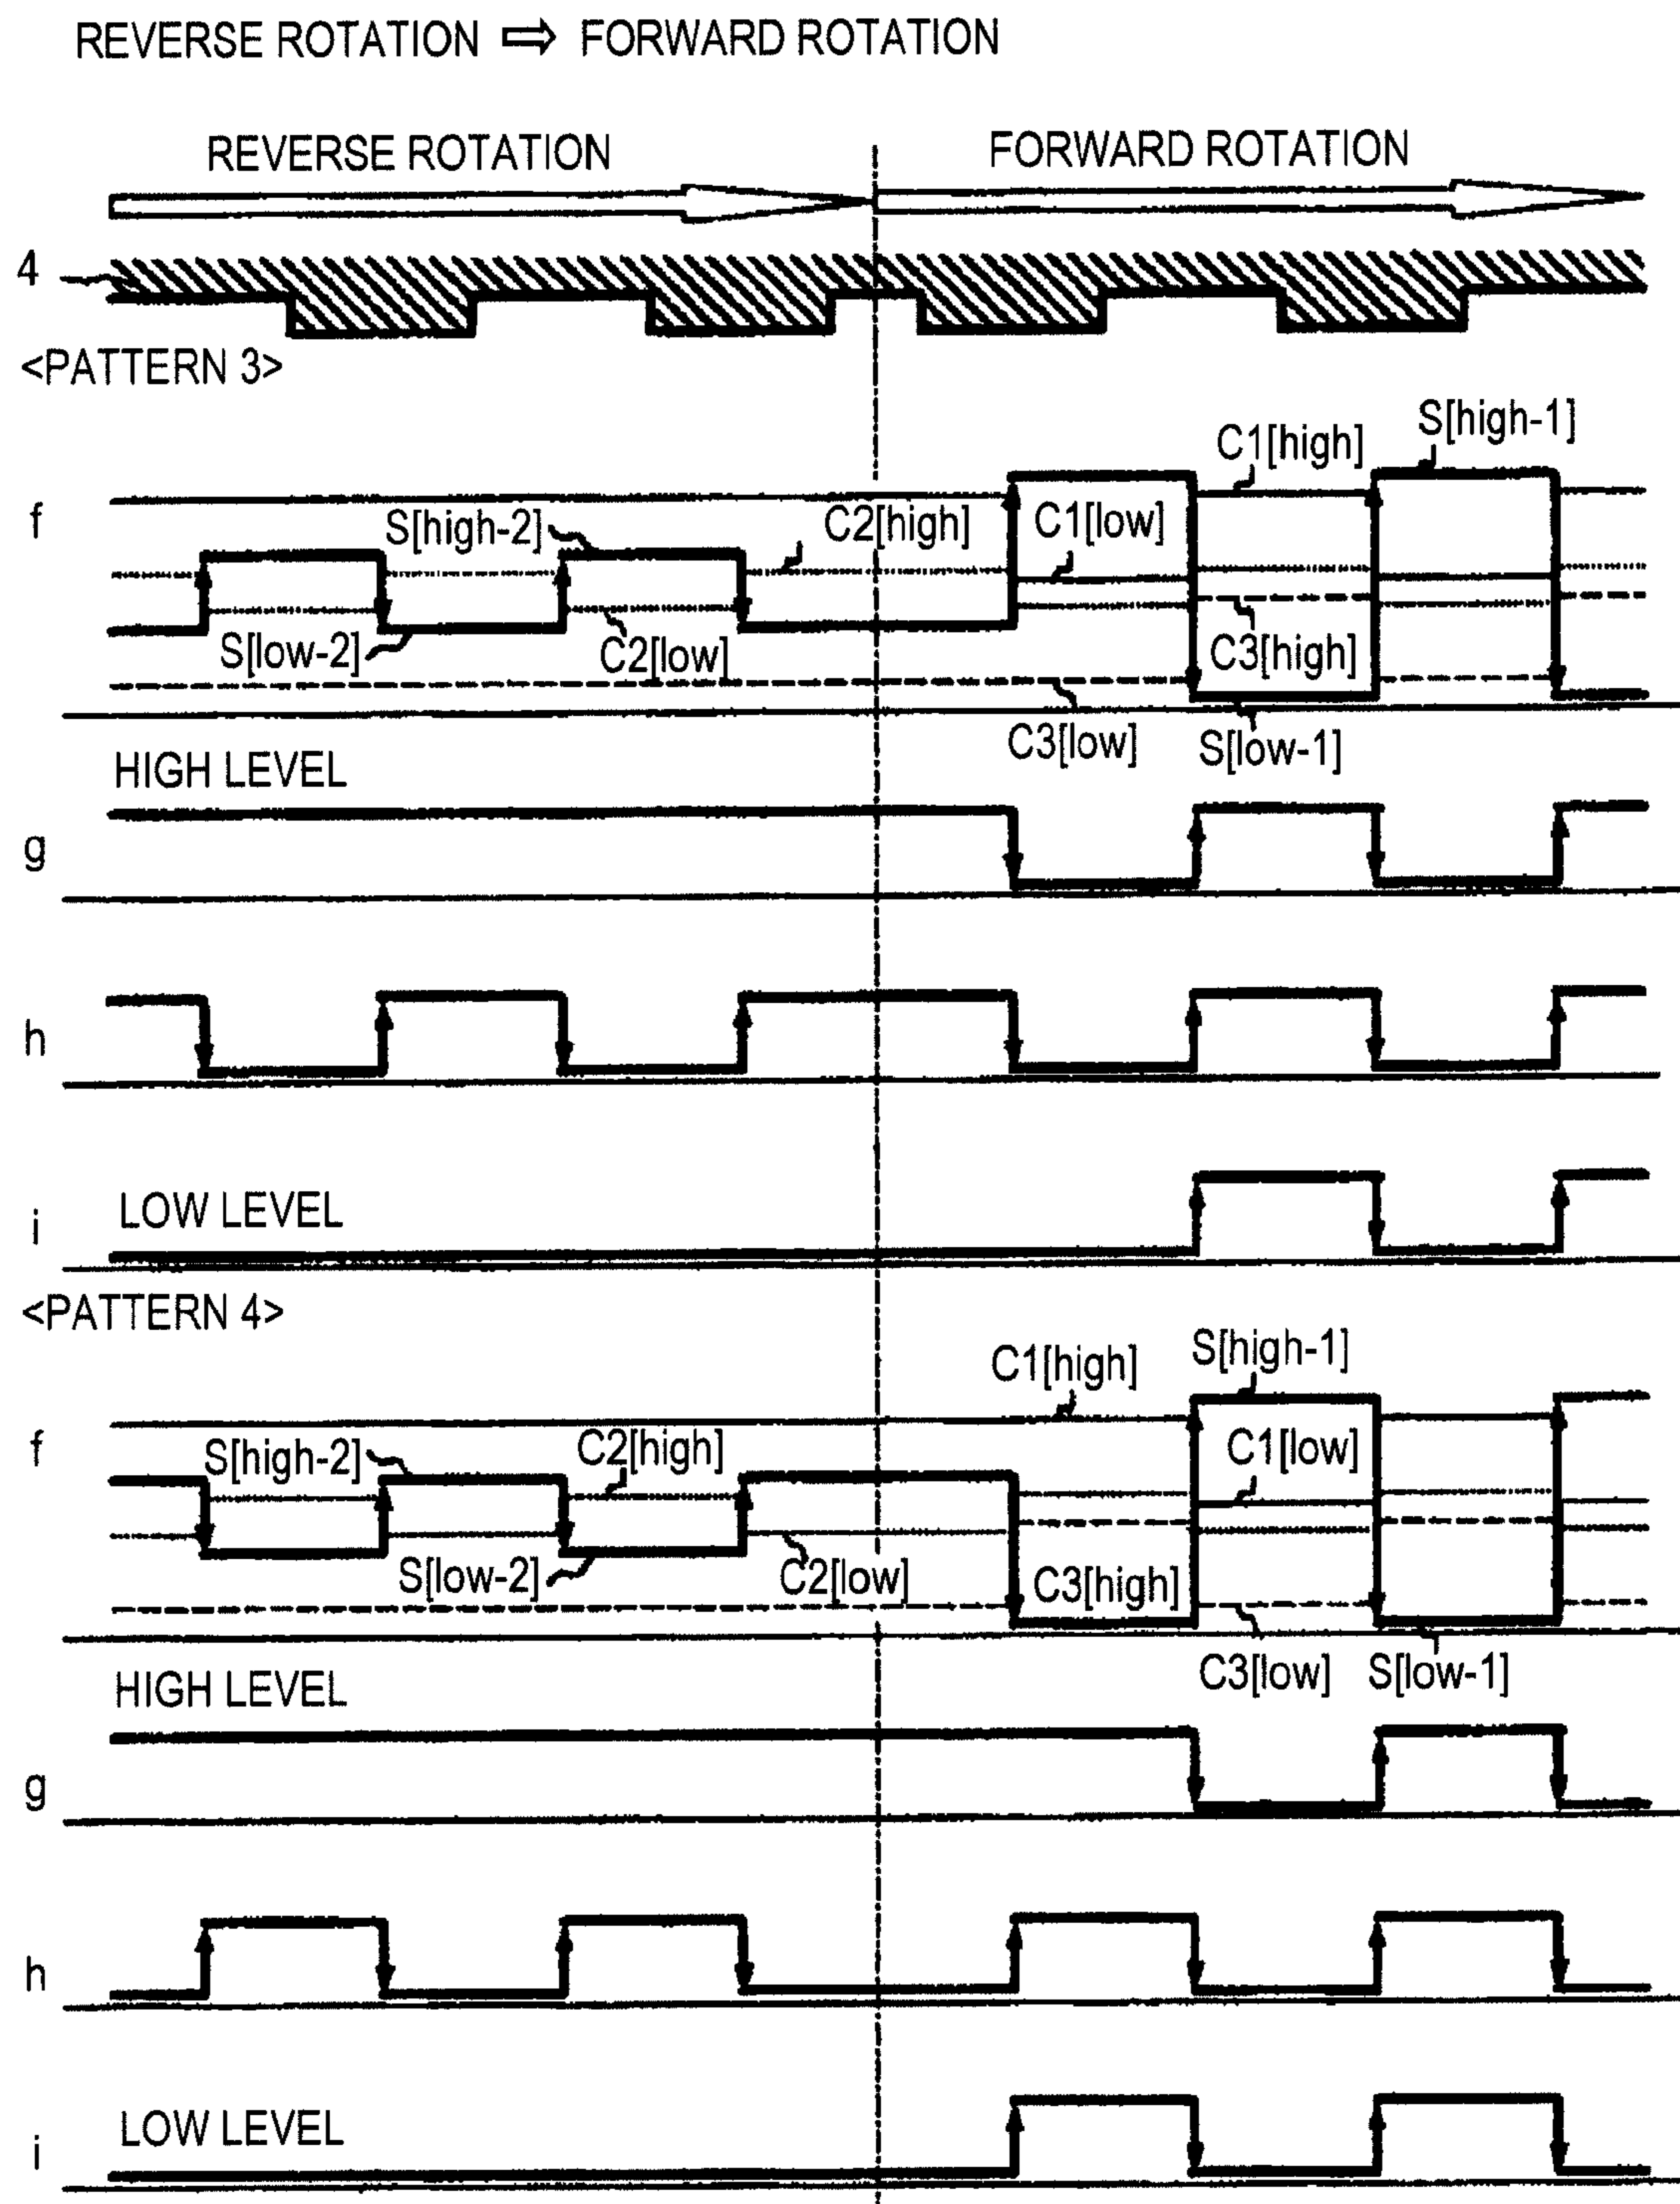 REVERSE ROTATION ⇨ FORWARD ROTATION
REVERSE ROTATION
FORWARD ROTATION
4
<PATTERN 3>
S[high-1]
C1[high]
f
S[high-2]
C2[high]
C1[low]
S[low-2]
C2[low]
C3[high]
C3[low]
S[low-1]
HIGH LEVEL
g
h
LOW LEVEL
i
<PATTERN 4>
C1[high]
S[high-1]
f
S[high-2]
C2[high]
C1[low]
S[low-2]
C2[low]
C3[high]
C3[low]
S[low-1]
HIGH LEVEL
g
h
LOW LEVEL
i